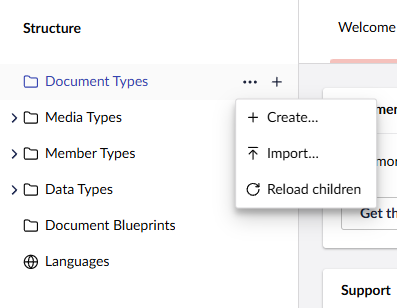 Structure
Welcome
Document Types
Media Types
Member Types
Data Types
Document Blueprints
Languages
Create...
Import...
Reload children
Get th
Support